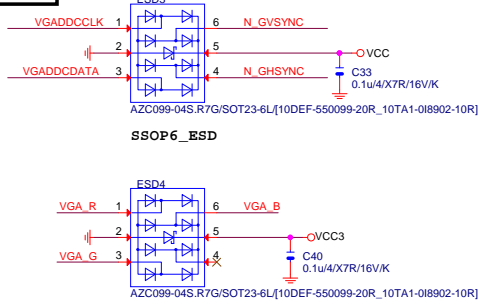 VGADDCCLK 1 6 N_GVSYNC
2 5 VCC
VGADDCDATA 3 4 N_GHSYNC
C33
0.1u/4/X7R/16V/K
AZC099-04S.R7G/SOT23-6L/[10DEF-550099-20R_10TA1-0I8902-10R]
SSOP6_ESD
ESD4
VGA_R 1 6 VGA_B
2 5 VCC3
VGA_G 3 4
C40
0.1u/4/X7R/16V/K
AZC099-04S.R7G/SOT23-6L/[10DEF-550099-20R_10TA1-0I8902-10R]